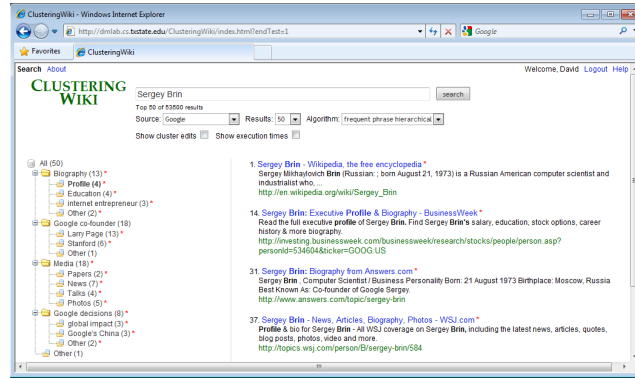 ClusteringWiki - Windows Internet Explorer
http://dmlab.cs.txstate.edu/ClusteringWiki/index.html?endTest=1
Google
Favorites
ClusteringWiki
Search About
Welcome, David Logout Help
CLUSTERING
WIKI
Sergey Brin
search
Top 50 of 53500 results
Source: Google Results: 50 Algorithm: frequent phrase hierarchical
Show cluster edits Show execution times
All (50)
Biography (13) *
Profile (4) *
Education (4) *
internet entrepreneur (3) *
Other (2) *
Google co-founder (18)
Larry Page (13) *
Stanford (6) *
Other (1)
Media (18) *
Papers (2) *
News (7) *
Talks (4) *
Photos (5) *
Google decisions (8) *
global impact (3) *
Google's China (3) *
Other (2) *
Other (1)
1. Sergey Brin - Wikipedia, the free encyclopedia *
Sergey Mikhaylovich Brin (Russian: ; born August 21, 1973) is a Russian American computer scientist and
industrialist who, ...
http://en.wikipedia.org/wiki/Sergey_Brin
14. Sergey Brin: Executive Profile & Biography - BusinessWeek *
Read the full executive profile of Sergey Brin. Find Sergey Brin's salary, education, stock options, career
history & more biography.
http://investing.businessweek.com/businessweek/research/stocks/people/person.asp?
personId=534604&ticker=GOOG:US
31. Sergey Brin: Biography from Answers.com *
Sergey Brin , Computer Scientist / Business Personality Born: 21 August 1973 Birthplace: Moscow, Russia
Best Known As: Co-founder of Google Sergey.
http://www.answers.com/topic/sergey-brin
37. Sergey Brin - News, Articles, Biography, Photos - WSJ.com *
Profile & bio for Sergey Brin - All WSJ coverage on Sergey Brin, including the latest news, articles, quotes,
blog posts, photos, video and more.
http://topics.wsj.com/person/B/sergey-brin/584